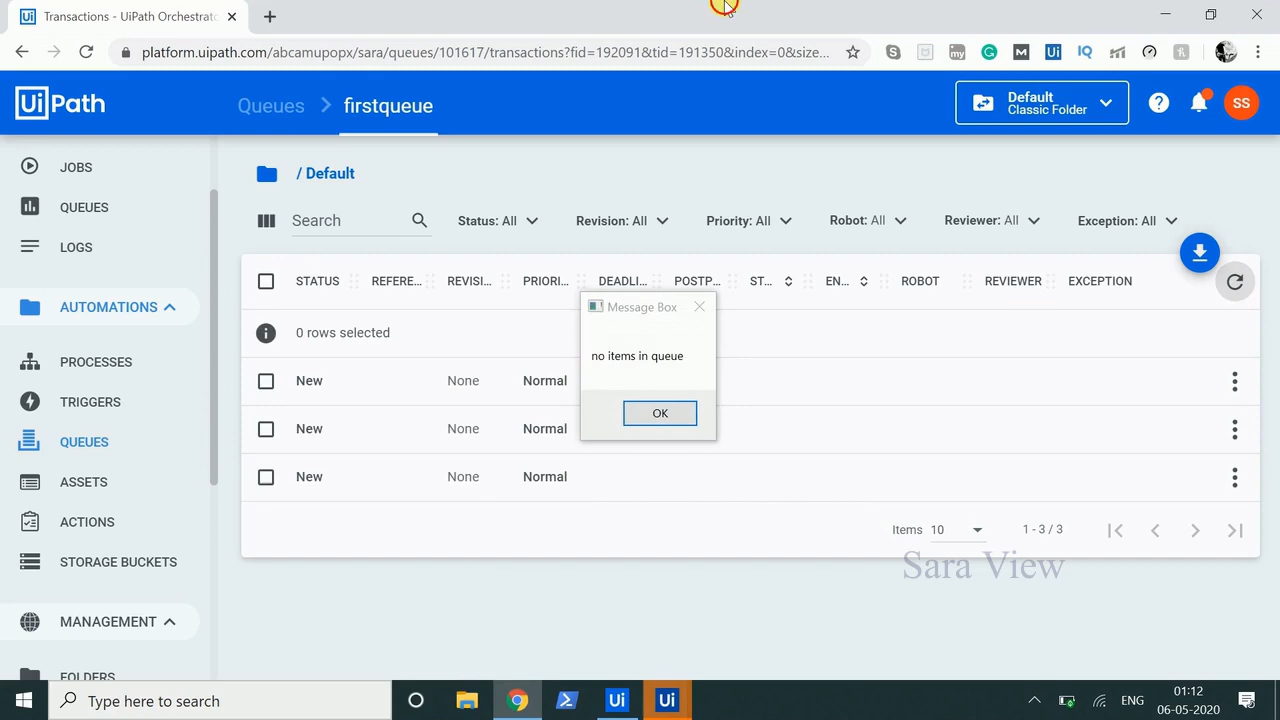 Transactions - UiPath Orchestrato
platform.uipath.com/abcamupopx/sara/queues/101617/transactions?fid=192091&tid=191350&index=0&size...
UiPath
Queues
firstqueue
Default
Classic Folder
SS
JOBS
QUEUES
LOGS
AUTOMATIONS
PROCESSES
TRIGGERS
QUEUES
ASSETS
ACTIONS
STORAGE BUCKETS
MANAGEMENT
FOLDERS
/ Default
Search
Status: All
Revision: All
Priority: All
Robot: All
Reviewer: All
Exception: All
STATUS REFERE... REVISI... PRIORI... DEADLI... POSTP... ST... EN... ROBOT REVIEWER EXCEPTION
0 rows selected
New None Normal
New None Normal
New None Normal
Message Box
no items in queue
OK
Items 10 1 - 3 / 3
Sara View
Type here to search
ENG
01:12
06-05-2020